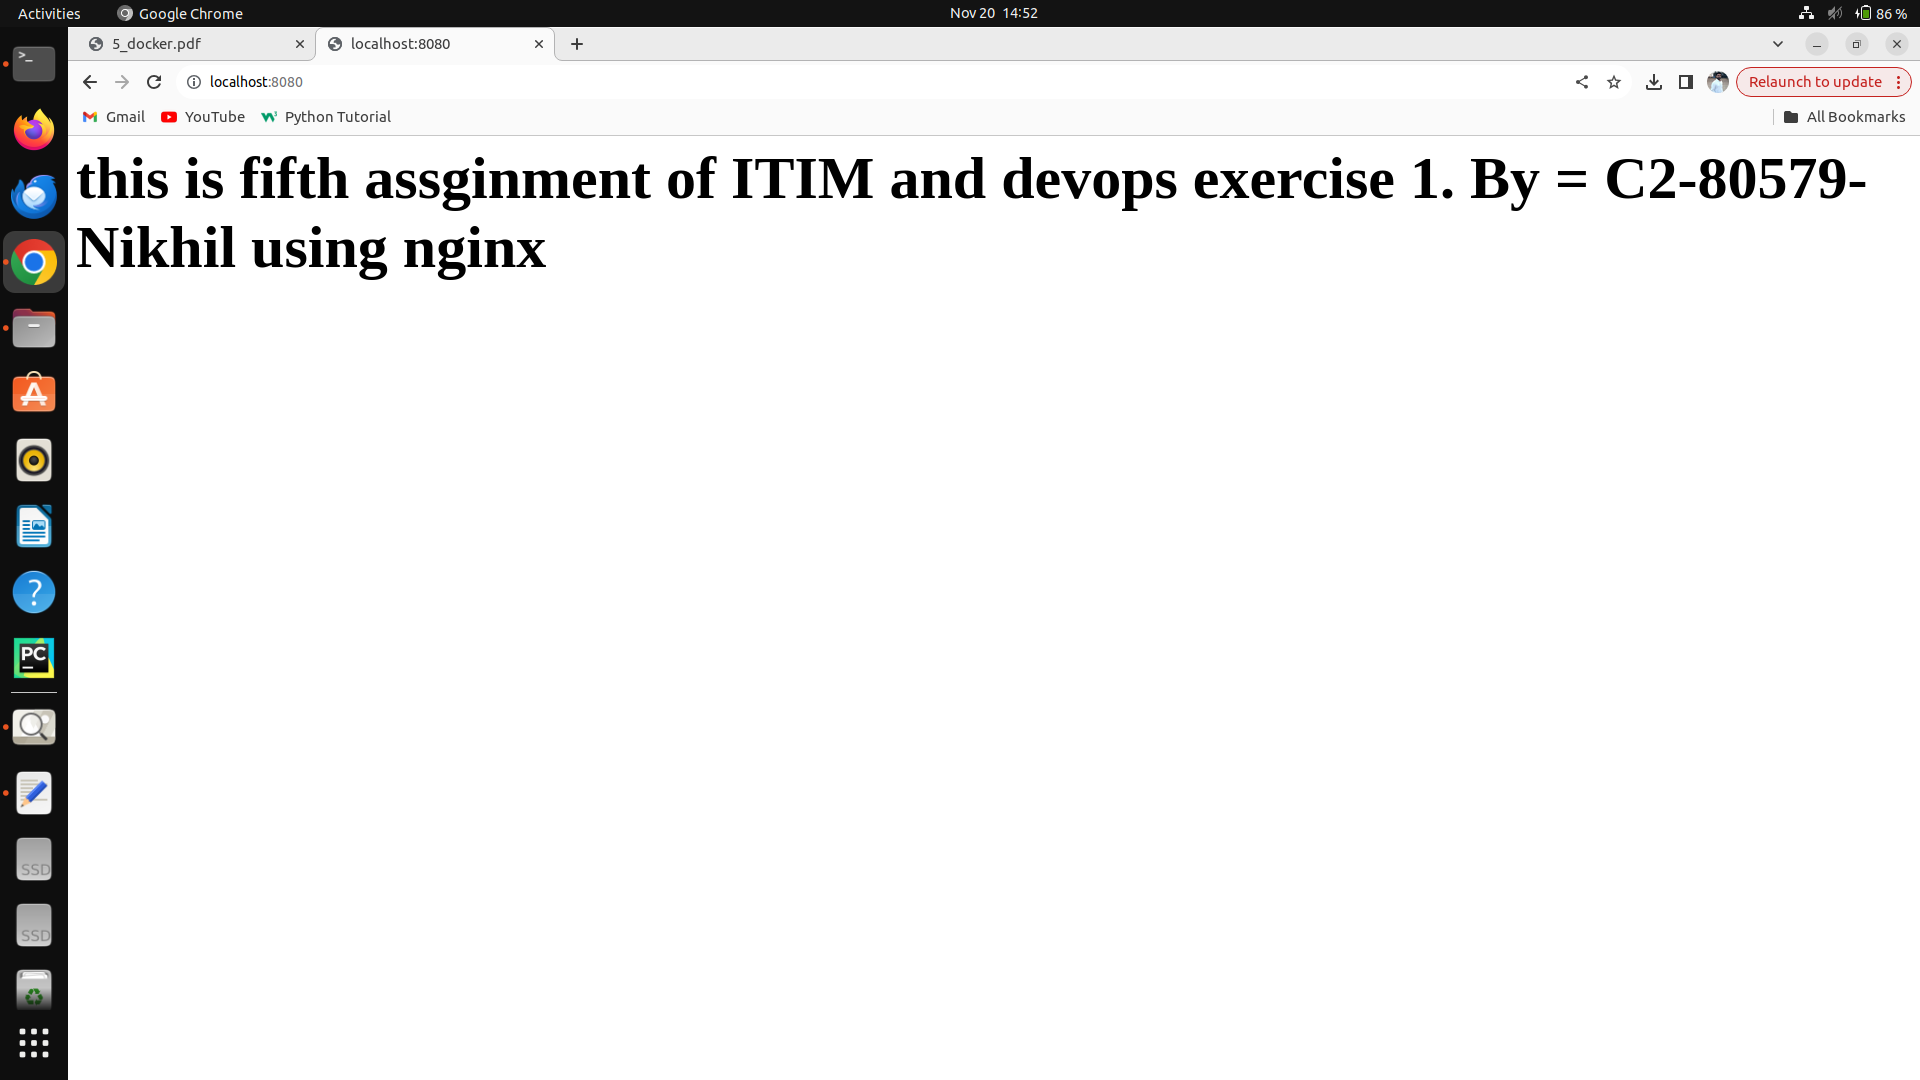 Activities Google Chrome Nov 20 14:52 86 %
5_docker.pdf localhost:8080
localhost:8080 Relaunch to update
Gmail YouTube Python Tutorial All Bookmarks
this is fifth assginment of ITIM and devops exercise 1. By = C2-80579-
Nikhil using nginx
PC
SSD
SSD